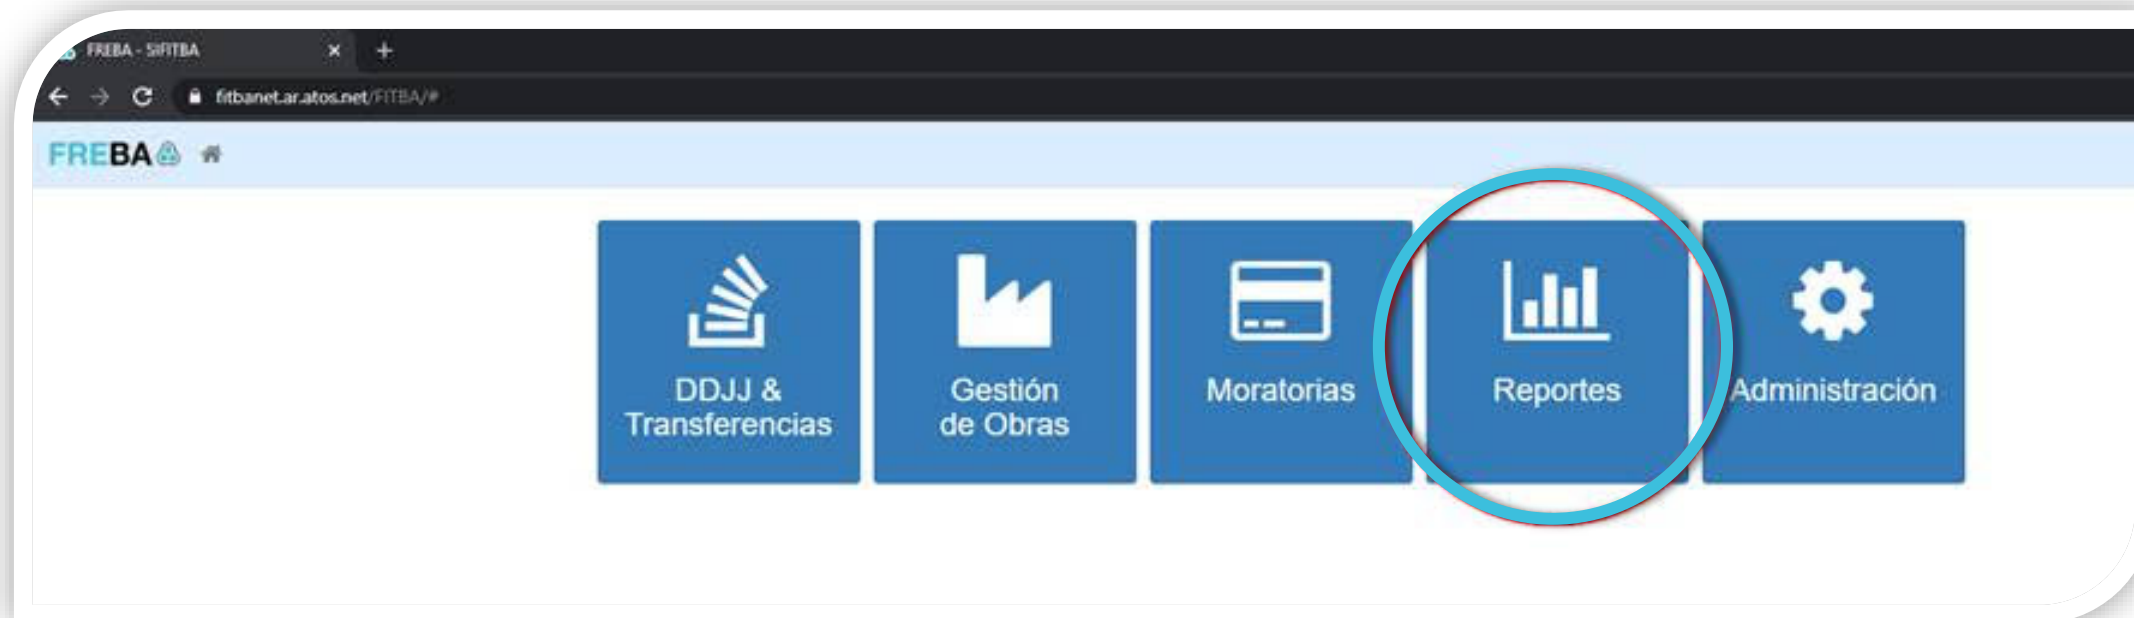 FREBA - SIFITBA
fitbanet.ar.atos.net/FITBA/#
FREBA
DDJJ &
Transferencias
Gestión
de Obras
Moratorias
Reportes
Administración